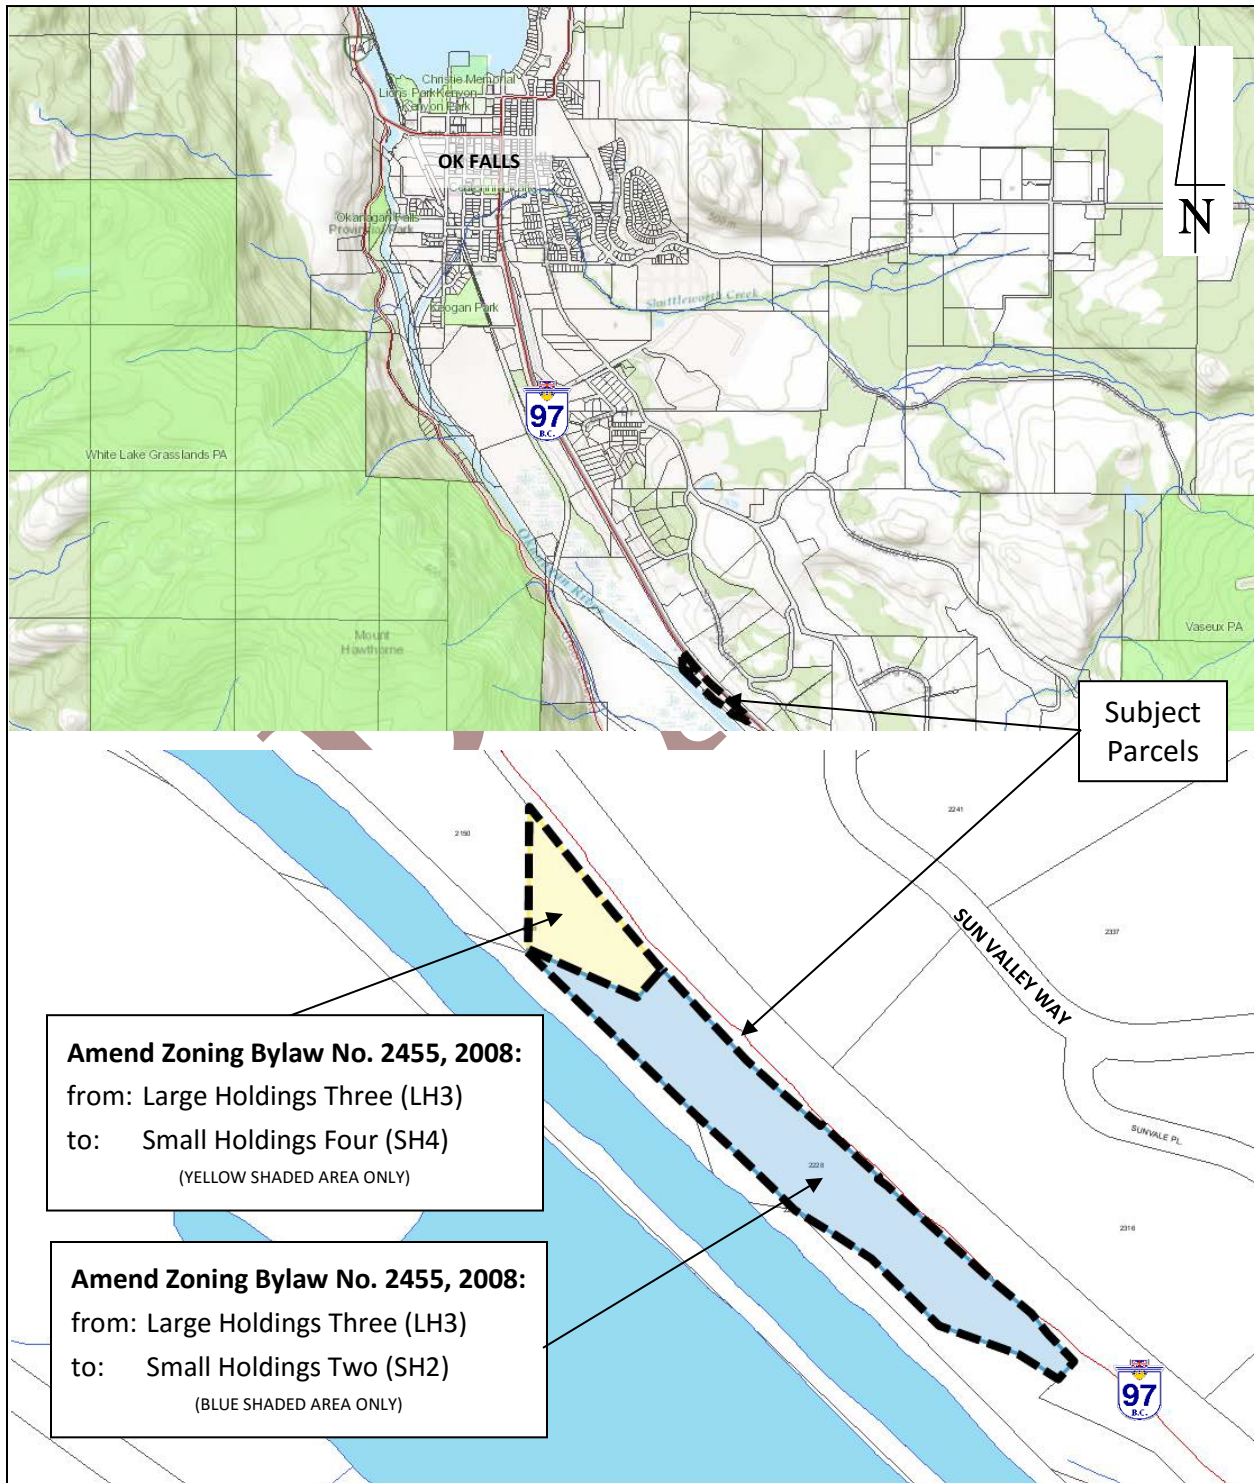 Christie Memorial
Lions Park Kenyon
Kenyon Park
OK FALLS
Okanagan Falls
Provincial Park
Keogan Park
Shuttleworth Creek
N
97
B.C.
White Lake Grasslands PA
Okanagan River
Allendale Rd
Mount
Hawthorne
Vaseux PA
Subject
Parcels
2150
2241
2337
SUN VALLEY WAY
SUNVALE PL.
2228
2316
Amend Zoning Bylaw No. 2455, 2008:
from: Large Holdings Three (LH3)
to: Small Holdings Four (SH4)
(YELLOW SHADED AREA ONLY)
Amend Zoning Bylaw No. 2455, 2008:
from: Large Holdings Three (LH3)
to: Small Holdings Two (SH2)
(BLUE SHADED AREA ONLY)
97
B.C.